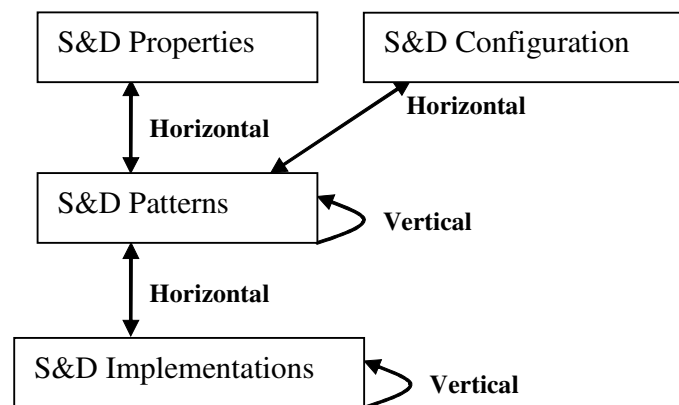 S&D Properties
S&D Configuration
Horizontal
Horizontal
S&D Patterns
Vertical
Horizontal
S&D Implementations
Vertical